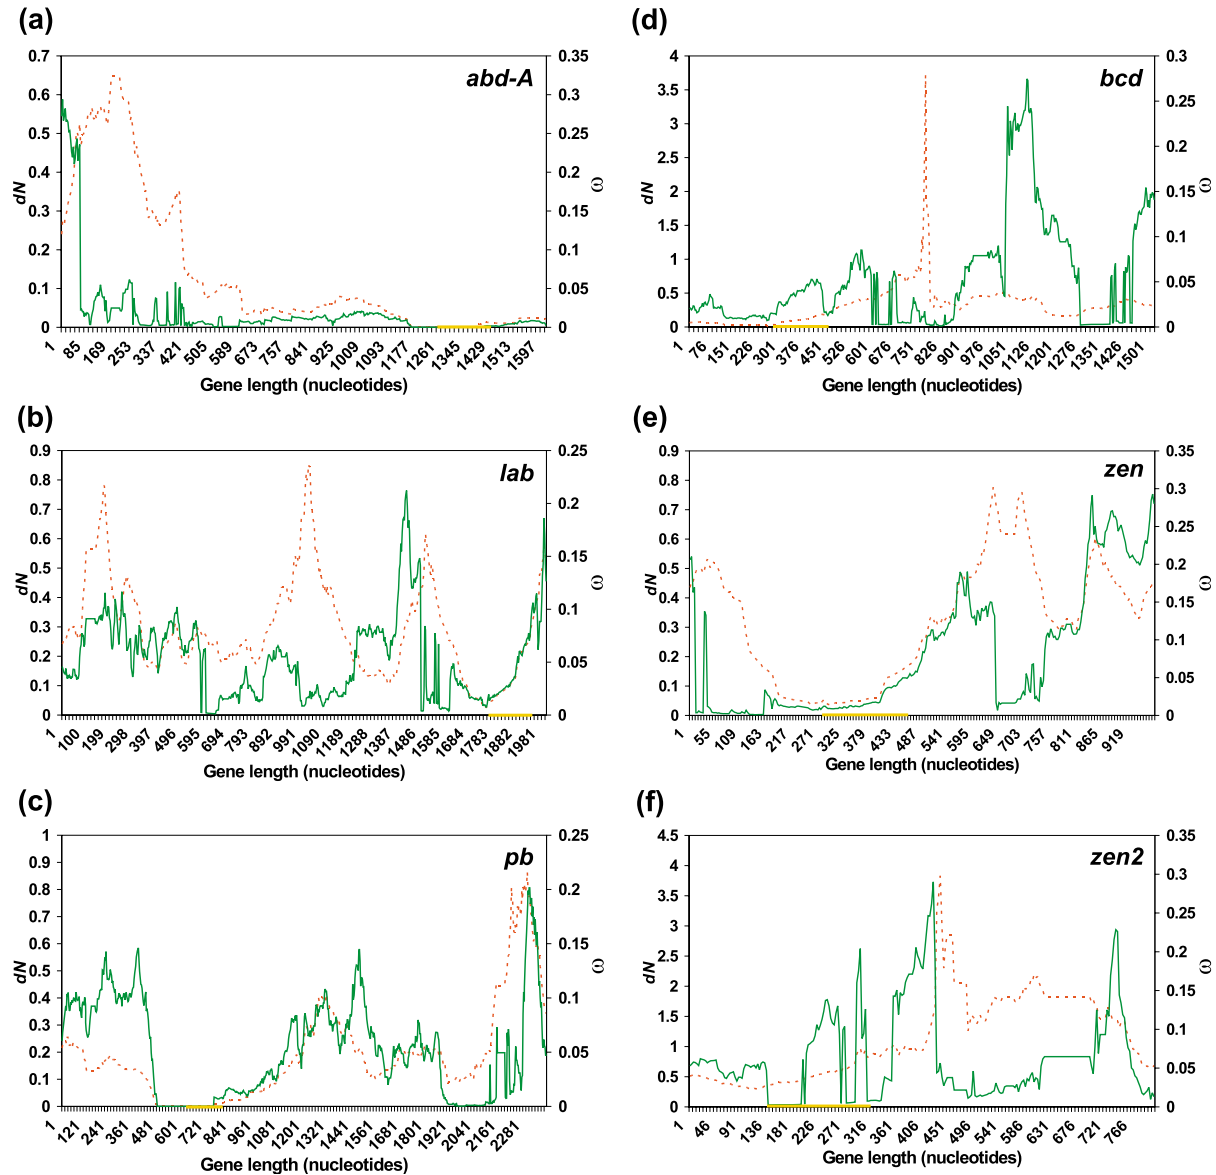 (a)
abd-A
dN
ω
0.7
0.6
0.5
0.4
0.3
0.2
0.1
0
0.35
0.3
0.25
0.2
0.15
0.1
0.05
0
1 85 169 253 337 421 505 589 673 757 841 925 1009 1093 1177 1261 1345 1429 1513 1597
Gene length (nucleotides)
(d)
bcd
dN
ω
4
3.5
3
2.5
2
1.5
1
0.5
0
0.3
0.25
0.2
0.15
0.1
0.05
0
1 76 151 226 301 376 451 526 601 676 751 826 901 976 1051 1126 1201 1276 1351 1426 1501
Gene length (nucleotides)
(b)
lab
dN
ω
0.9
0.8
0.7
0.6
0.5
0.4
0.3
0.2
0.1
0
0.25
0.2
0.15
0.1
0.05
0
1 100 199 298 397 496 595 694 793 892 991 1090 1189 1288 1387 1486 1585 1684 1783 1882 1981
Gene length (nucleotides)
(e)
zen
dN
ω
0.9
0.8
0.7
0.6
0.5
0.4
0.3
0.2
0.1
0
0.35
0.3
0.25
0.2
0.15
0.1
0.05
0
1 55 109 163 217 271 325 379 433 487 541 595 649 703 757 811 865 919
Gene length (nucleotides)
(c)
pb
dN
ω
1
0.9
0.8
0.7
0.6
0.5
0.4
0.3
0.2
0.1
0
0.25
0.2
0.15
0.1
0.05
0
1 121 241 361 481 601 721 841 961 1081 1201 1321 1441 1561 1681 1801 1921 2041 2161 2281
Gene length (nucleotides)
(f)
zen2
dN
ω
4.5
4
3.5
3
2.5
2
1.5
1
0.5
0
0.35
0.3
0.25
0.2
0.15
0.1
0.05
0
1 46 91 136 181 226 271 316 361 406 451 496 541 586 631 676 721 766
Gene length (nucleotides)